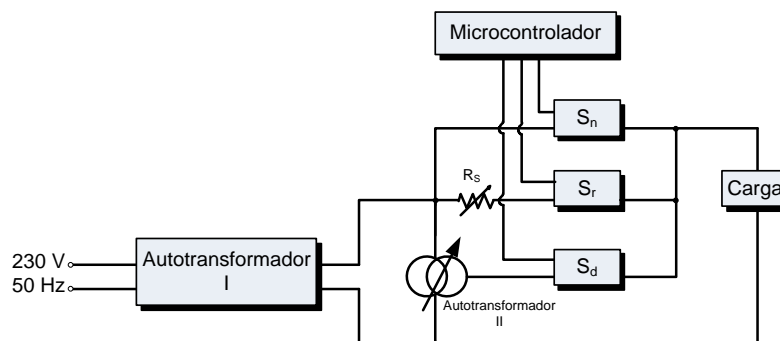 Microcontrolador
Sn
RS
Sr
Carga
230 V
50 Hz
Autotransformador
I
Sd
Autotransformador
II